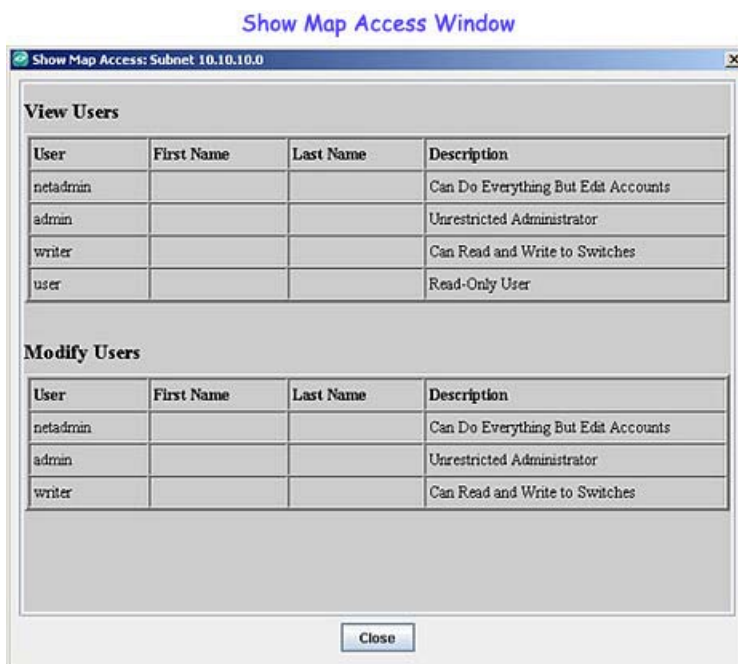 Show Map Access Window
Show Map Access: Subnet 10.10.10.0
View Users
User First Name Last Name Description
netadmin Can Do Everything But Edit Accounts
admin Unrestricted Administrator
writer Can Read and Write to Switches
user Read-Only User
Modify Users
User First Name Last Name Description
netadmin Can Do Everything But Edit Accounts
admin Unrestricted Administrator
writer Can Read and Write to Switches
Close